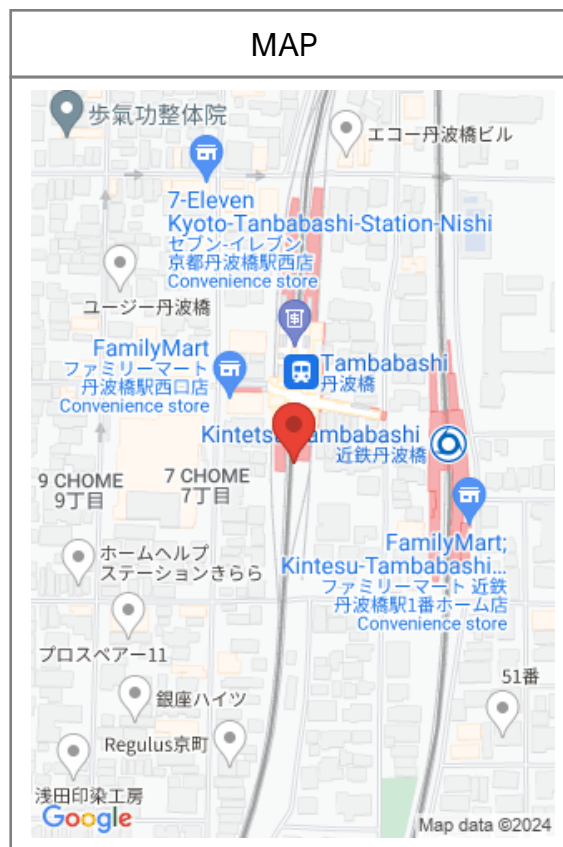 MAP
歩氣功整体院
エコー丹波橋ビル
7-Eleven
Kyoto-Tanbabashi-Station-Nishi
セブン-イレブン
京都丹波橋駅西店
Convenience store
ユージー丹波橋
FamilyMart
ファミリーマート
丹波橋駅西口店
Convenience store
Tambabashi
丹波橋
Kintetsu Tambabashi
近鉄丹波橋
9 CHOME
9丁目
7 CHOME
7丁目
FamilyMart;
Kintesu-Tambabashi...
ファミリーマート 近鉄
丹波橋駅1番ホーム店
Convenience store
ホームヘルプ
ステーションきらら
プロスペアー11
銀座ハイツ
51番
Regulus京町
浅田印染工房
Google
Map data ©2024